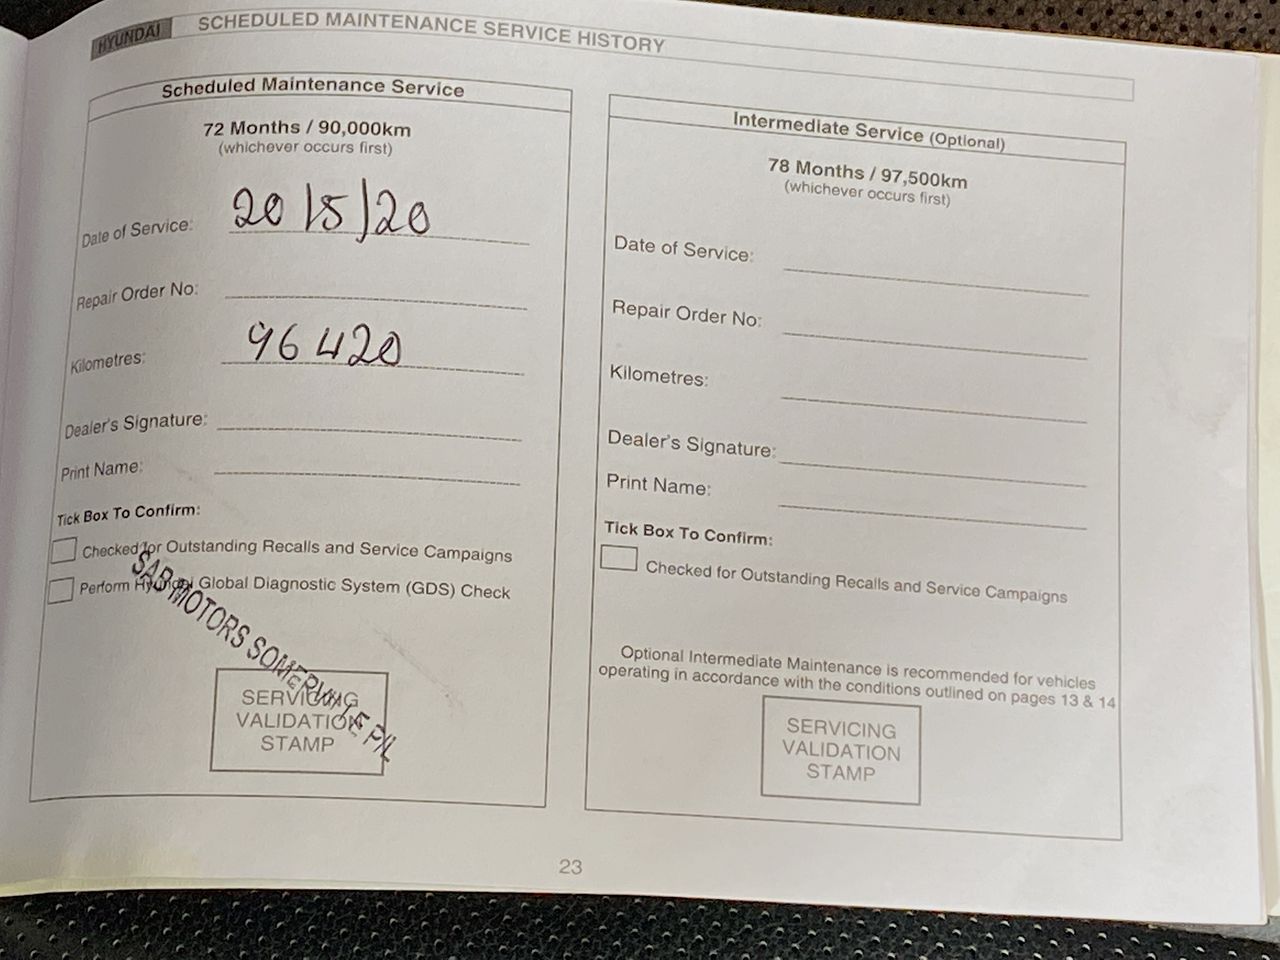 HYUNDAI SCHEDULED MAINTENANCE SERVICE HISTORY
Scheduled Maintenance Service
72 Months / 90,000km
(whichever occurs first)
Date of Service: 20/5/20
Repair Order No:
Kilometres: 96420
Dealer's Signature:
Print Name:
Tick Box To Confirm:
Checked for Outstanding Recalls and Service Campaigns
Perform Hyundai Global Diagnostic System (GDS) Check
SAB MOTORS SOMERVILLE P/L
SERVICING
VALIDATION
STAMP
Intermediate Service (Optional)
78 Months / 97,500km
(whichever occurs first)
Date of Service:
Repair Order No:
Kilometres:
Dealer's Signature:
Print Name:
Tick Box To Confirm:
Checked for Outstanding Recalls and Service Campaigns
Optional Intermediate Maintenance is recommended for vehicles
operating in accordance with the conditions outlined on pages 13 & 14
SERVICING
VALIDATION
STAMP
23